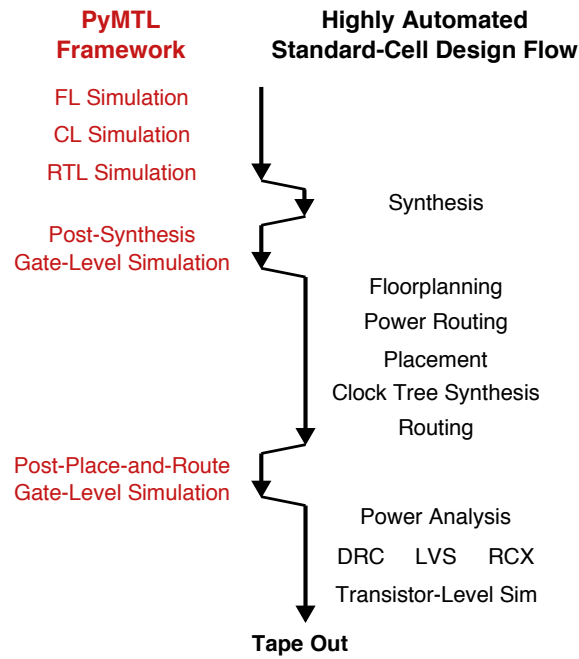 PyMTL
Framework
Highly Automated
Standard-Cell Design Flow
FL Simulation
CL Simulation
RTL Simulation
Synthesis
Post-Synthesis
Gate-Level Simulation
Floorplanning
Power Routing
Placement
Clock Tree Synthesis
Routing
Post-Place-and-Route
Gate-Level Simulation
Power Analysis
DRC LVS RCX
Transistor-Level Sim
Tape Out